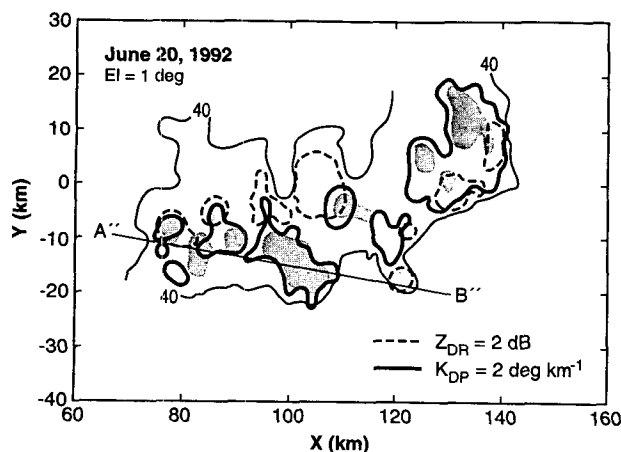 June 20, 1992
El = 1 deg
40
40
40
A″
B″
Z_DR = 2 dB
K_DP = 2 deg km⁻¹
Y (km)
30
20
10
0
-10
-20
-30
-40
60
80
100
120
140
160
X (km)